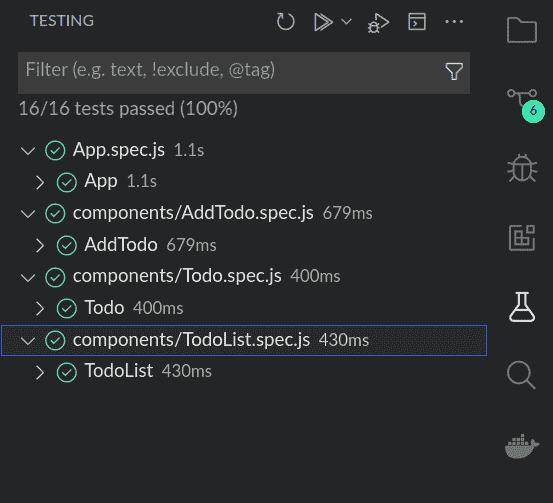 TESTING
Filter (e.g. text, !exclude, @tag)
16/16 tests passed (100%)
App.spec.js 1.1s
App 1.1s
components/AddTodo.spec.js 679ms
AddTodo 679ms
components/Todo.spec.js 400ms
Todo 400ms
components/TodoList.spec.js 430ms
TodoList 430ms
6